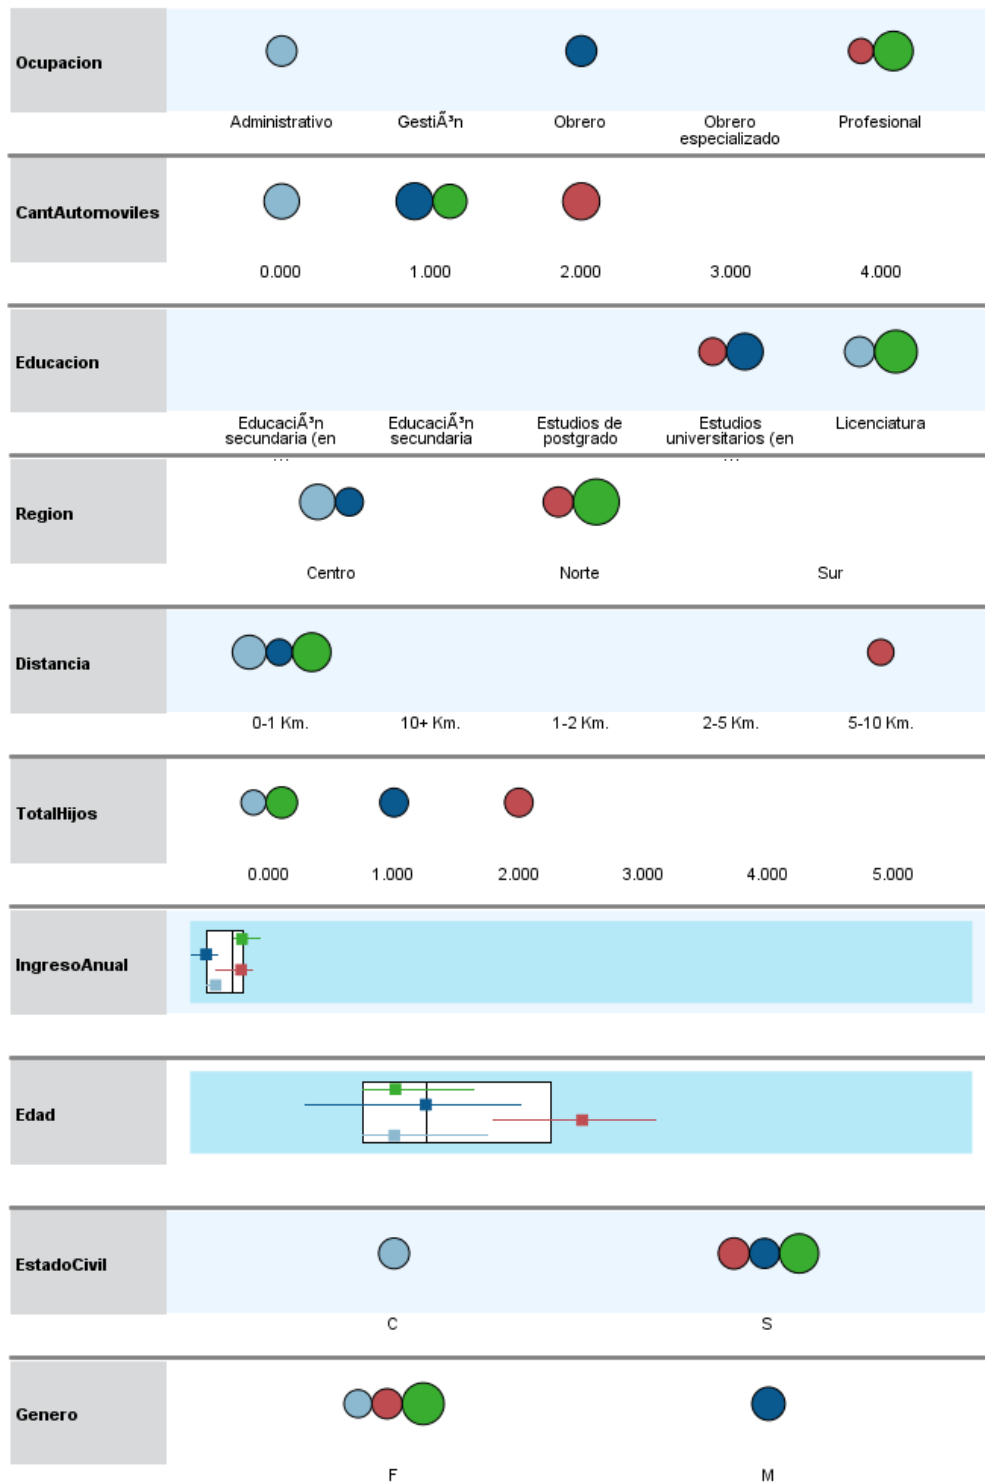 Ocupacion
Administrativo
GestiÃ³n
Obrero
Obrero
especializado
Profesional
CantAutomoviles
0.000
1.000
2.000
3.000
4.000
Educacion
EducaciÃ³n
secundaria (en
...
EducaciÃ³n
secundaria
Estudios de
postgrado
Estudios
universitarios (en
...
Licenciatura
Region
Centro
Norte
Sur
Distancia
0-1 Km.
10+ Km.
1-2 Km.
2-5 Km.
5-10 Km.
TotalHijos
0.000
1.000
2.000
3.000
4.000
5.000
IngresoAnual
Edad
EstadoCivil
C
S
Genero
F
M